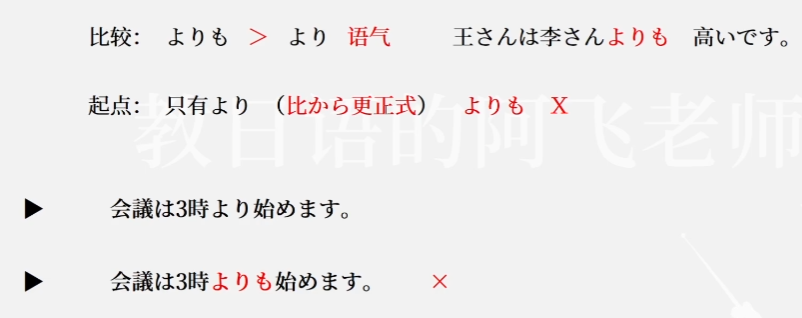 比较： よりも ＞ より 语气 王さんは李さんよりも 高いです。
起点： 只有より （比から更正式） よりも X
教日语的阿飞老师
▶ 会議は3時より始めます。
▶ 会議は3時よりも始めます。 ×